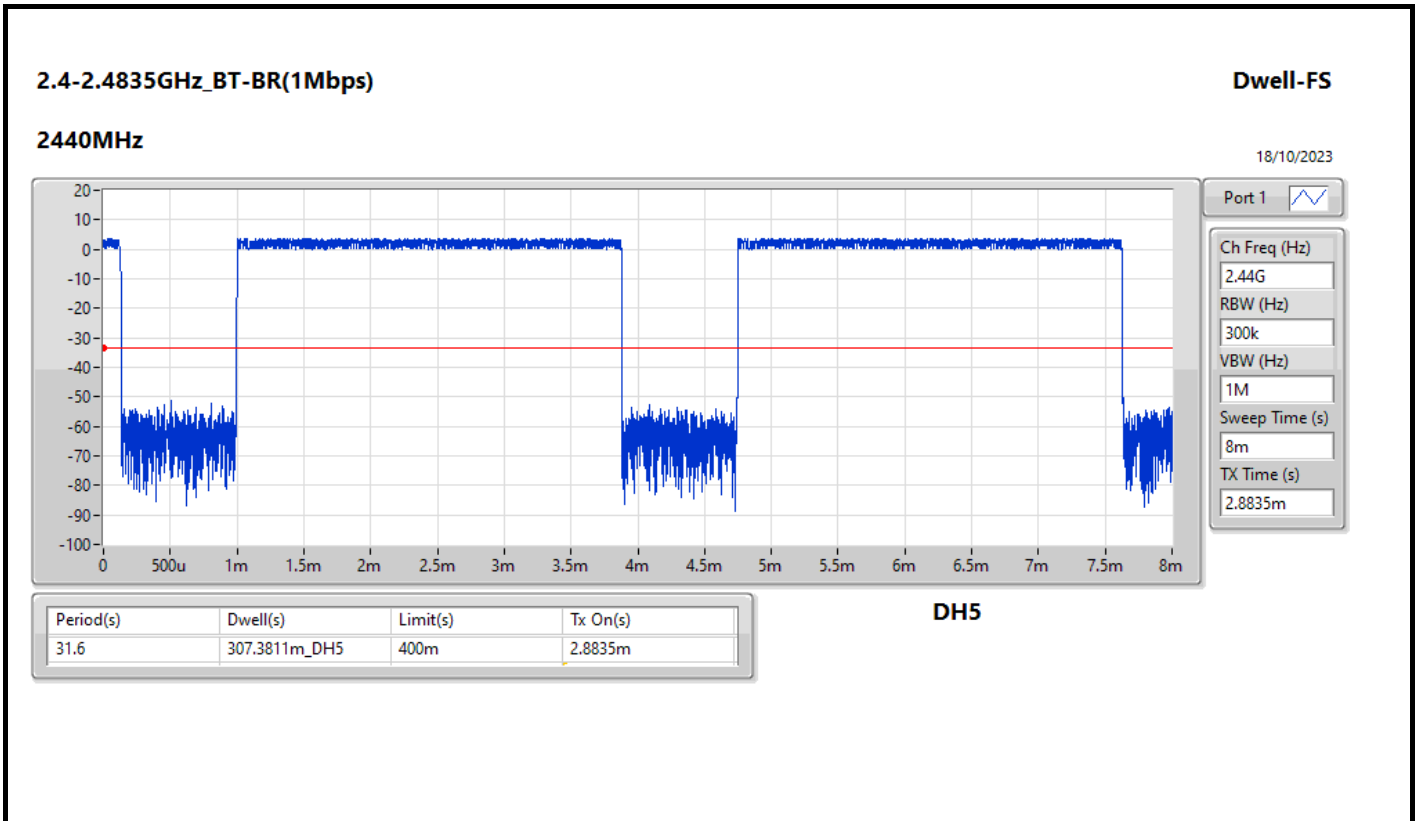 2.4-2.4835GHz_BT-BR(1Mbps) Dwell-FS
2440MHz
18/10/2023
20
10
0
-10
-20
-30
-40
-50
-60
-70
-80
-90
-100
0 500u 1m 1.5m 2m 2.5m 3m 3.5m 4m 4.5m 5m 5.5m 6m 6.5m 7m 7.5m 8m
Port 1
Ch Freq (Hz)
2.44G
RBW (Hz)
300k
VBW (Hz)
1M
Sweep Time (s)
8m
TX Time (s)
2.8835m
Period(s) Dwell(s) Limit(s) Tx On(s)
31.6 307.3811m_DH5 400m 2.8835m
DH5